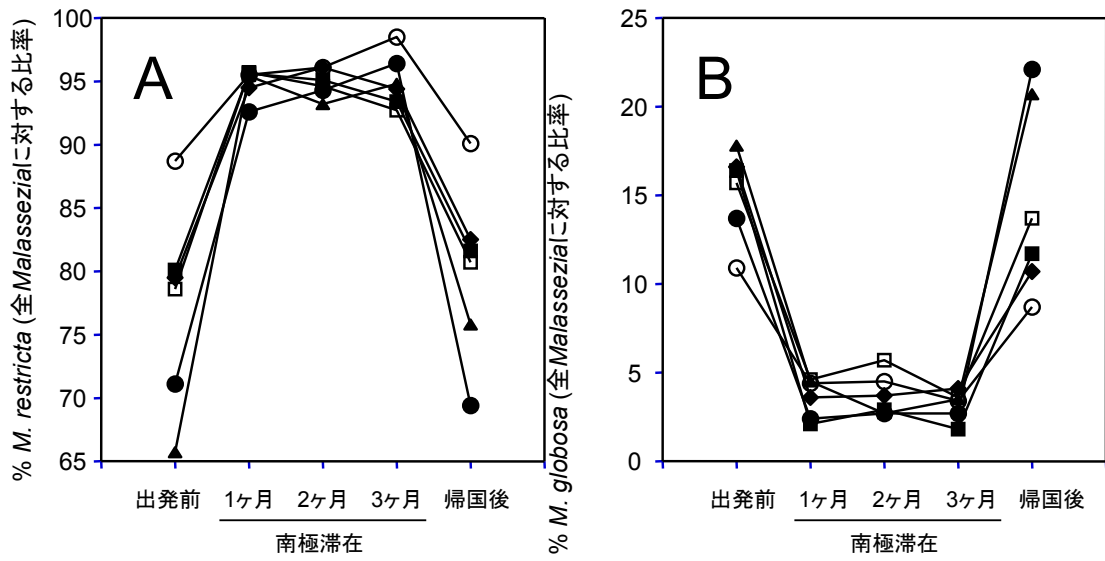 % M. restricta (全Malasseziaに対する比率)
A
100
95
90
85
80
75
70
65
出発前 1ヶ月 2ヶ月 3ヶ月 帰国後
南極滞在
% M. globosa (全Malasseziaに対する比率)
B
25
20
15
10
5
0
出発前 1ヶ月 2ヶ月 3ヶ月 帰国後
南極滞在